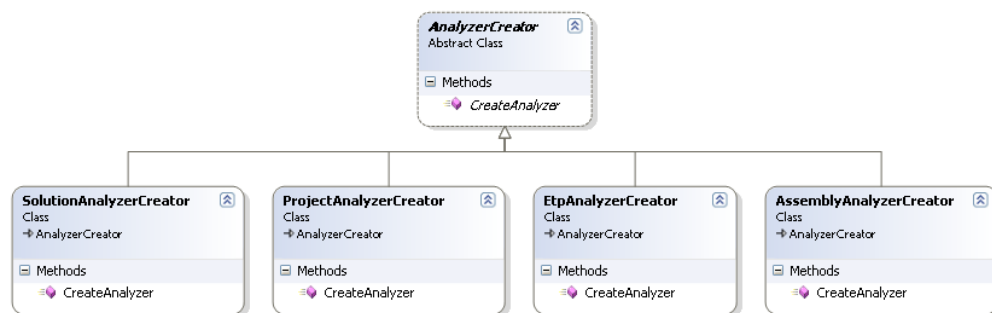 AnalyzerCreator
Abstract Class
Methods
CreateAnalyzer
SolutionAnalyzerCreator
Class
AnalyzerCreator
Methods
CreateAnalyzer
ProjectAnalyzerCreator
Class
AnalyzerCreator
Methods
CreateAnalyzer
EtpAnalyzerCreator
Class
AnalyzerCreator
Methods
CreateAnalyzer
AssemblyAnalyzerCreator
Class
AnalyzerCreator
Methods
CreateAnalyzer